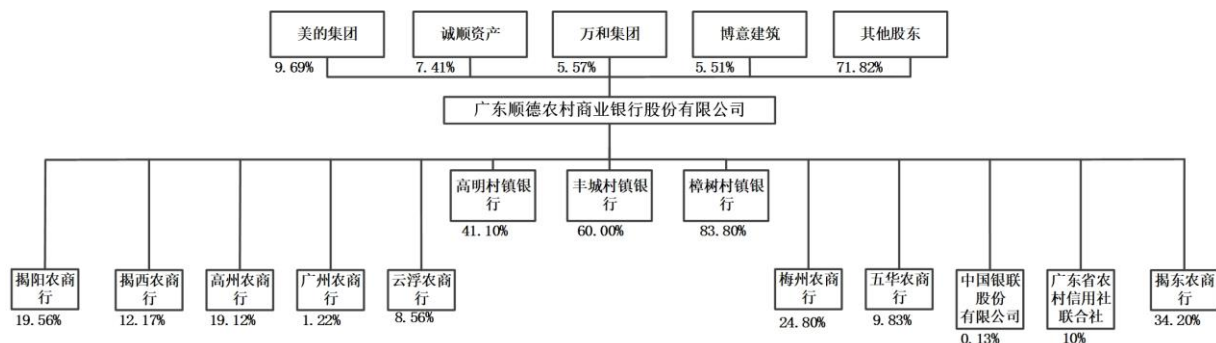 美的集团
诚顺资产
万和集团
博意建筑
其他股东
9.69%
7.41%
5.57%
5.51%
71.82%
广东顺德农村商业银行股份有限公司
高明村镇银
行
41.10%
丰城村镇银
行
60.00%
樟树村镇银
行
83.80%
揭阳农商
行
19.56%
揭西农商
行
12.17%
高州农商
行
19.12%
广州农商
行
1.22%
云浮农商
行
8.56%
梅州农商
行
24.80%
五华农商
行
9.83%
中国银联
股份
有限公司
0.13%
广东省农
村信用社
联合社
10%
揭东农商
行
34.20%